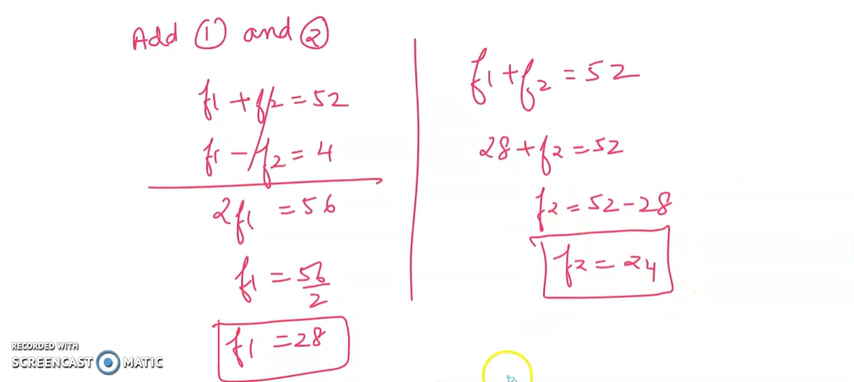 Add ① and ②
f1 + f2 = 52
f1 - f2 = 4
2f1 = 56
f1 = 56/2
f1 = 28
f1 + f2 = 52
28 + f2 = 52
f2 = 52 - 28
f2 = 24
RECORDED WITH
SCREENCAST MATIC